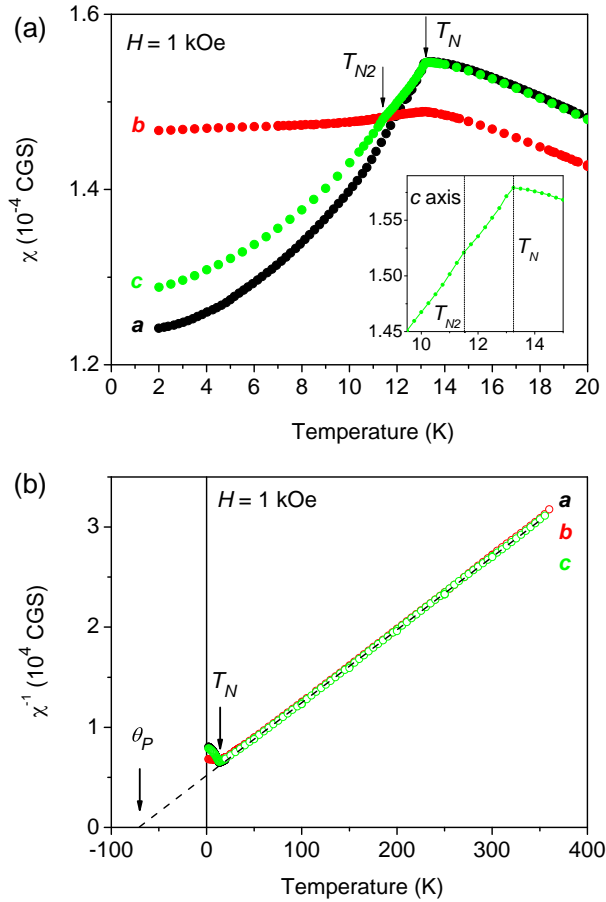 (a)
H = 1 kOe
T_N
T_N2
b
c
a
c axis
T_N
T_N2
1.55
1.50
1.45
10 12 14
1.6
1.4
1.2
χ (10⁻⁴ CGS)
0 2 4 6 8 10 12 14 16 18 20
Temperature (K)
(b)
H = 1 kOe
a
b
c
T_N
θ_P
3
2
1
0
χ⁻¹ (10⁴ CGS)
-100 0 100 200 300 400
Temperature (K)